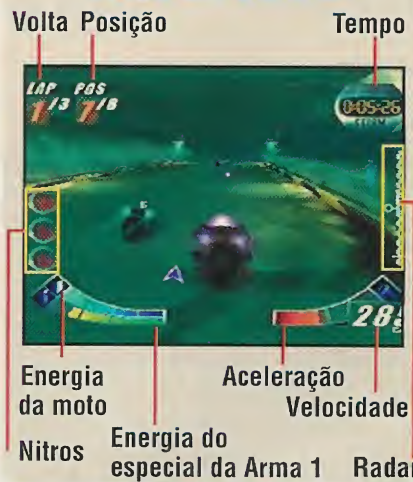 Volta Posição Tempo
LAP POS
1/3 7/8
0:05:26
Energia
da moto
Aceleração
Velocidade
Nitros
Energia do
especial da Arma 1
Radar